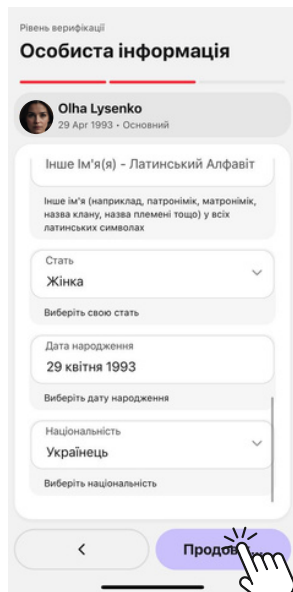 Рівень верифікації
Особиста інформація
Olha Lysenko
29 Apr 1993 • Основний
Інше Ім'я(я) - Латинський Алфавіт
Інше ім'я (наприклад, патронімік, матронімік,
назва клану, назва племені тощо) у всіх
латинських символах
Стать
Жінка
Виберіть свою стать
Дата народження
29 квітня 1993
Виберіть дату народження
Національність
Українець
Виберіть національність